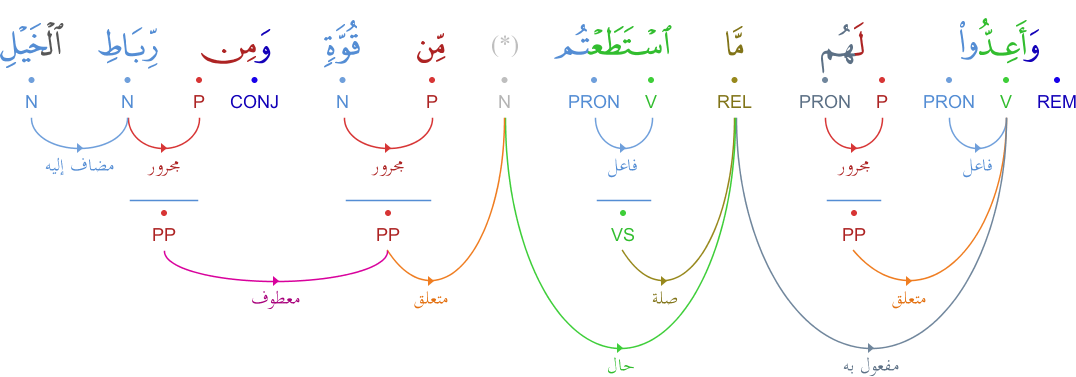 وَأَعِدُّوا۟ لَهُم مَّا ٱسْتَطَعْتُم (*) مِّن قُوَّةٍ وَمِن رِّبَاطِ ٱلْخَيْلِ
REM V PRON P PRON REL V PRON N P N CONJ P N N
فاعل مجرور فاعل مجرور مجرور مضاف إليه
PP VS PP PP
متعلق صلة متعلق معطوف
مفعول به حال